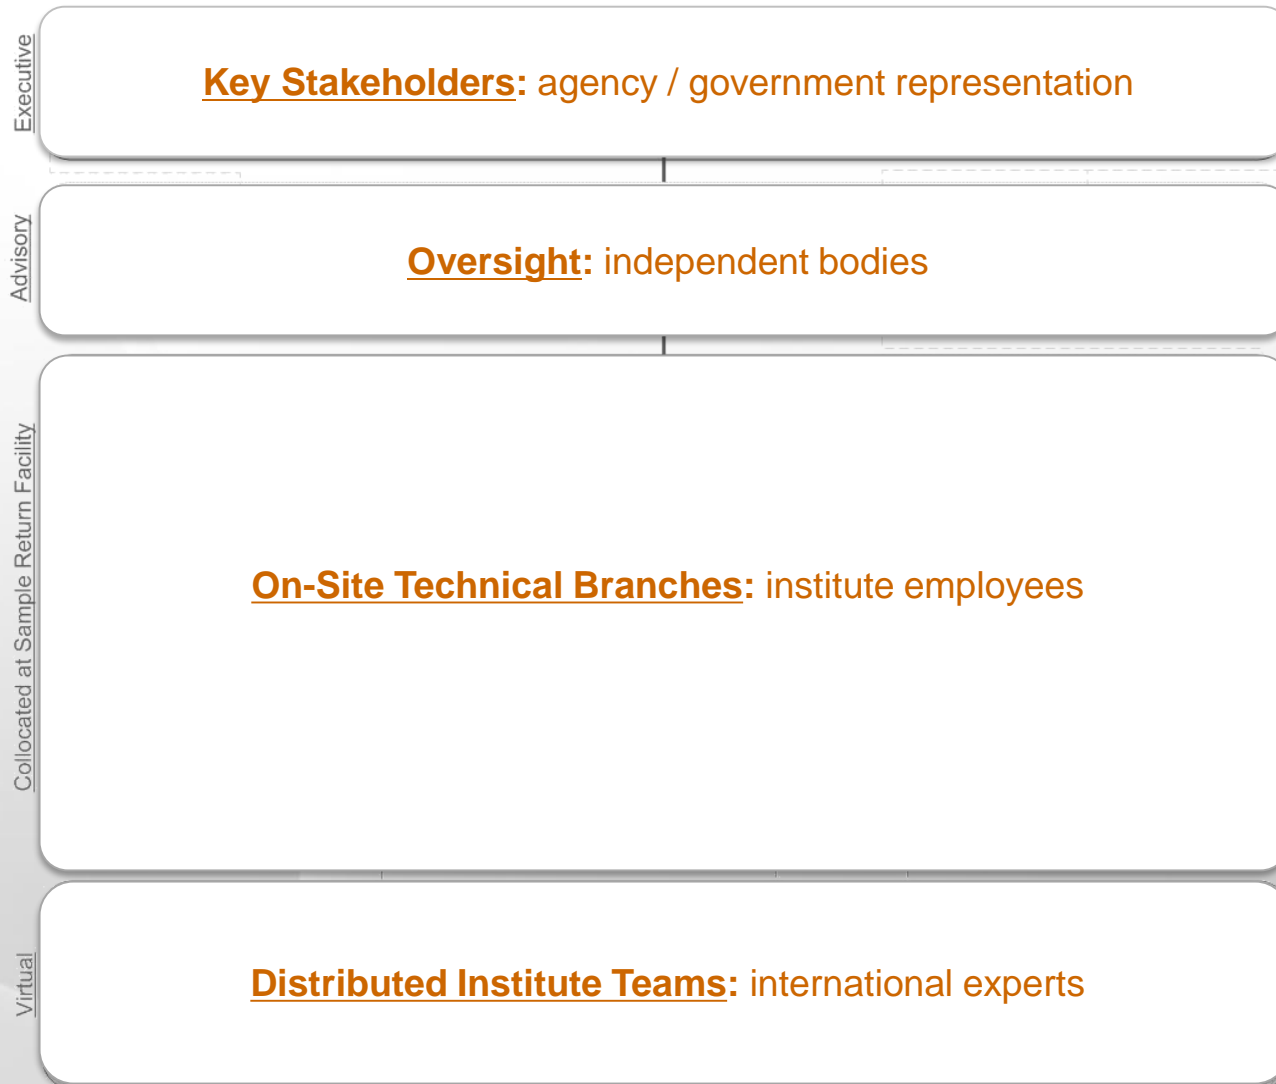 Executive
Key Stakeholders: agency / government representation
Advisory
Oversight: independent bodies
Collocated at Sample Return Facility
On-Site Technical Branches: institute employees
Virtual
Distributed Institute Teams: international experts